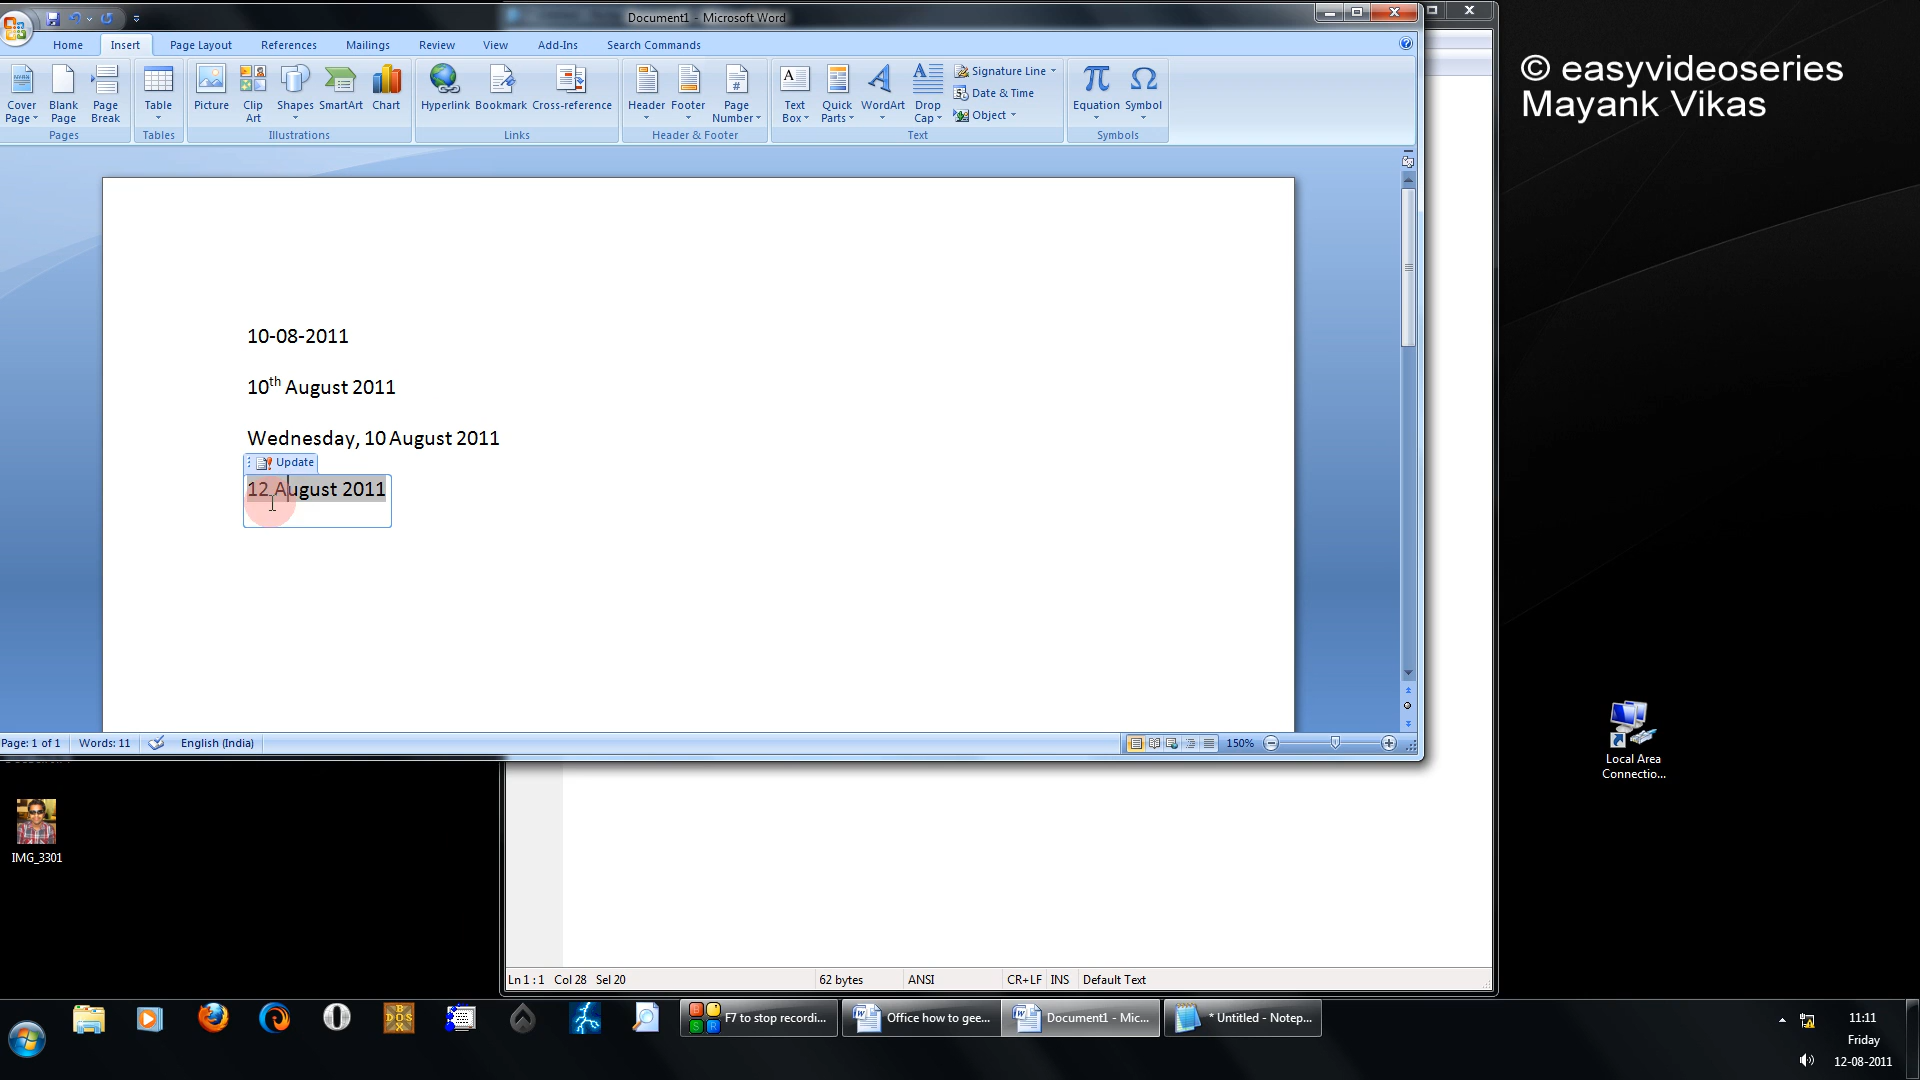 Document1 - Microsoft Word
© easyvideoseries
Mayank Vikas
Home Insert Page Layout References Mailings Review View Add-Ins Search Commands
Cover Page
Blank Page
Page Break
Table
Picture
Clip Art
Shapes
SmartArt
Chart
Hyperlink
Bookmark
Cross-reference
Header
Footer
Page Number
Text Box
Quick Parts
WordArt
Drop Cap
Signature Line
Date & Time
Object
Equation
Symbol
Pages Tables Illustrations Links Header & Footer Text Symbols
10-08-2011
10th August 2011
Wednesday, 10 August 2011
Update
12 August 2011
Page: 1 of 1 Words: 11 English (India) 150%
Local Area
Connectio...
IMG_3301
Ln 1 : 1 Col 28 Sel 20 62 bytes ANSI CR+LF INS Default Text
F7 to stop recordi... Office how to gee... Document1 - Mic... * Untitled - Notep...
11:11
Friday
12-08-2011